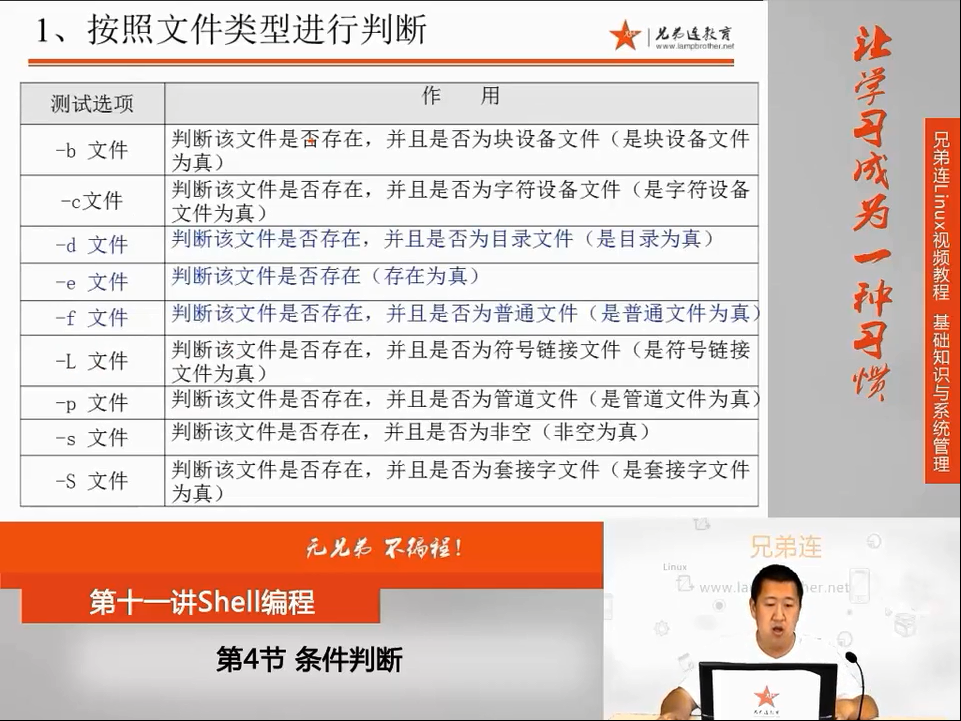 1、按照文件类型进行判断
兄弟连教育
www.lampbrother.net
测试选项
作 用
-b 文件
判断该文件是否存在，并且是否为块设备文件（是块设备文件
为真）
-c文件
判断该文件是否存在，并且是否为字符设备文件（是字符设备
文件为真）
-d 文件
判断该文件是否存在，并且是否为目录文件（是目录为真）
-e 文件
判断该文件是否存在（存在为真）
-f 文件
判断该文件是否存在，并且是否为普通文件（是普通文件为真）
-L 文件
判断该文件是否存在，并且是否为符号链接文件（是符号链接
文件为真）
-p 文件
判断该文件是否存在，并且是否为管道文件（是管道文件为真）
-s 文件
判断该文件是否存在，并且是否为非空（非空为真）
-S 文件
判断该文件是否存在，并且是否为套接字文件（是套接字文件
为真）
让学习成为一种习惯
兄弟连Linux视频教程 基础知识与系统管理
无兄弟 不编程！
第十一讲Shell编程
第4节 条件判断
兄弟连
Linux
www.la
mpbrother.net
兄弟连教育